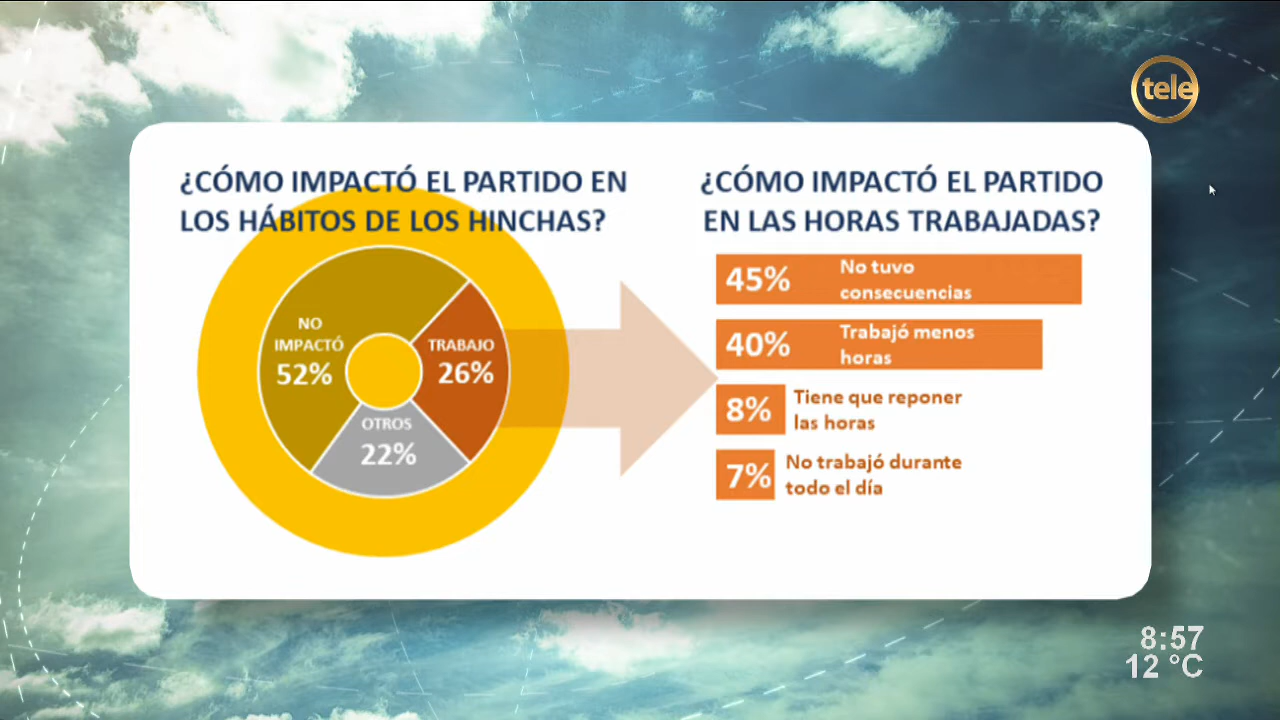 tele
¿CÓMO IMPACTÓ EL PARTIDO EN
LOS HÁBITOS DE LOS HINCHAS?
NO
IMPACTÓ
52%
TRABAJO
26%
OTROS
22%
¿CÓMO IMPACTÓ EL PARTIDO
EN LAS HORAS TRABAJADAS?
45%
No tuvo
consecuencias
40%
Trabajó menos
horas
8%
Tiene que reponer
las horas
7%
No trabajó durante
todo el día
8:57
12 °C